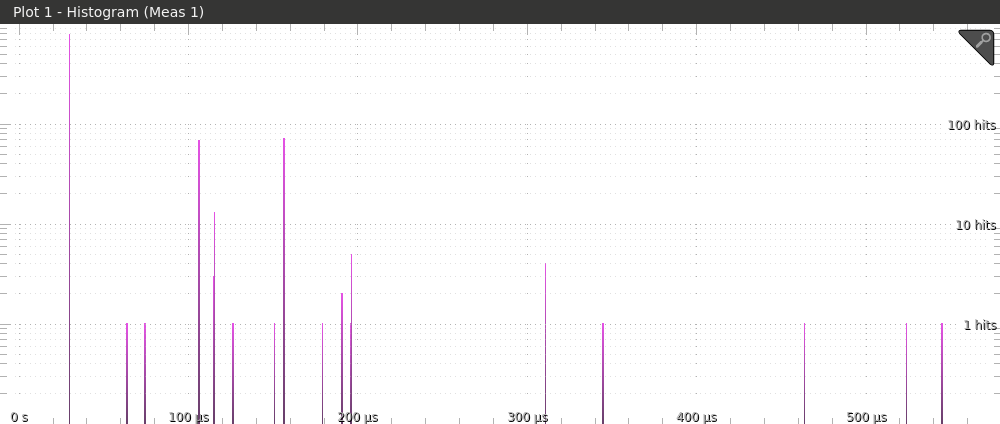 Plot 1 - Histogram (Meas 1)
100 hits
10 hits
1 hits
0 s 100 µs 200 µs 300 µs 400 µs 500 µs